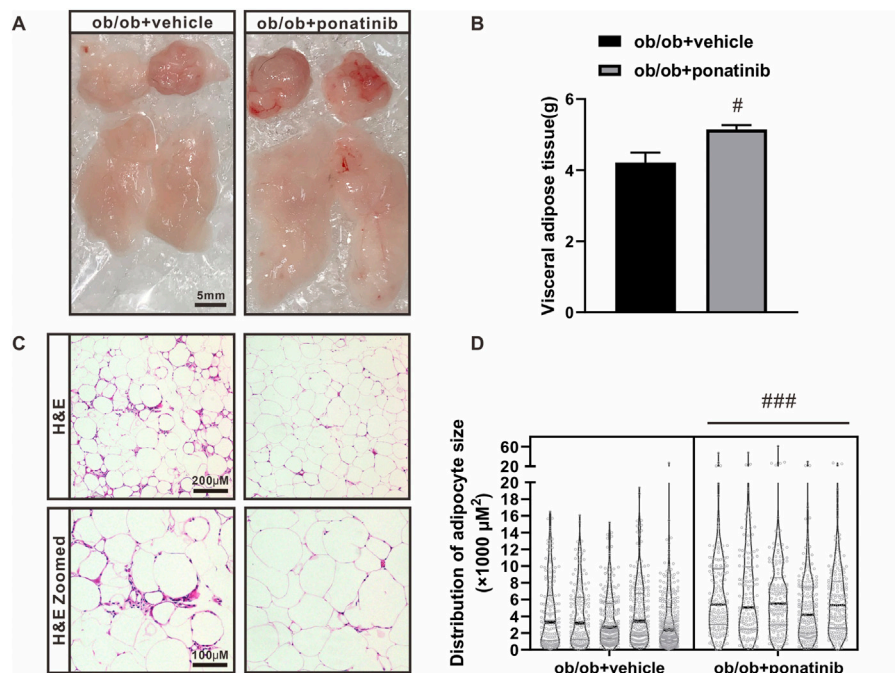 A
ob/ob+vehicle
ob/ob+ponatinib
5mm
B
ob/ob+vehicle
ob/ob+ponatinib
Visceral adipose tissue(g)
6
4
2
0
#
C
H&E
200μM
H&E Zoomed
100μM
D
###
Distribution of adipocyte size
(×1000 μM²)
60
40
20
20
16
14
12
10
8
6
4
2
0
ob/ob+vehicle
ob/ob+ponatinib